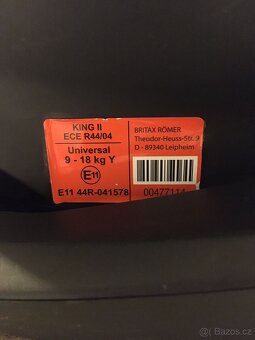 KING II
ECE R44/04
Universal
9 - 18 kg Y
E11
E11 44R-041578
BRITAX RÖMER
Theodor-Heuss-Str. 9
D - 89340 Leipheim
00477114
© Bazos.cz